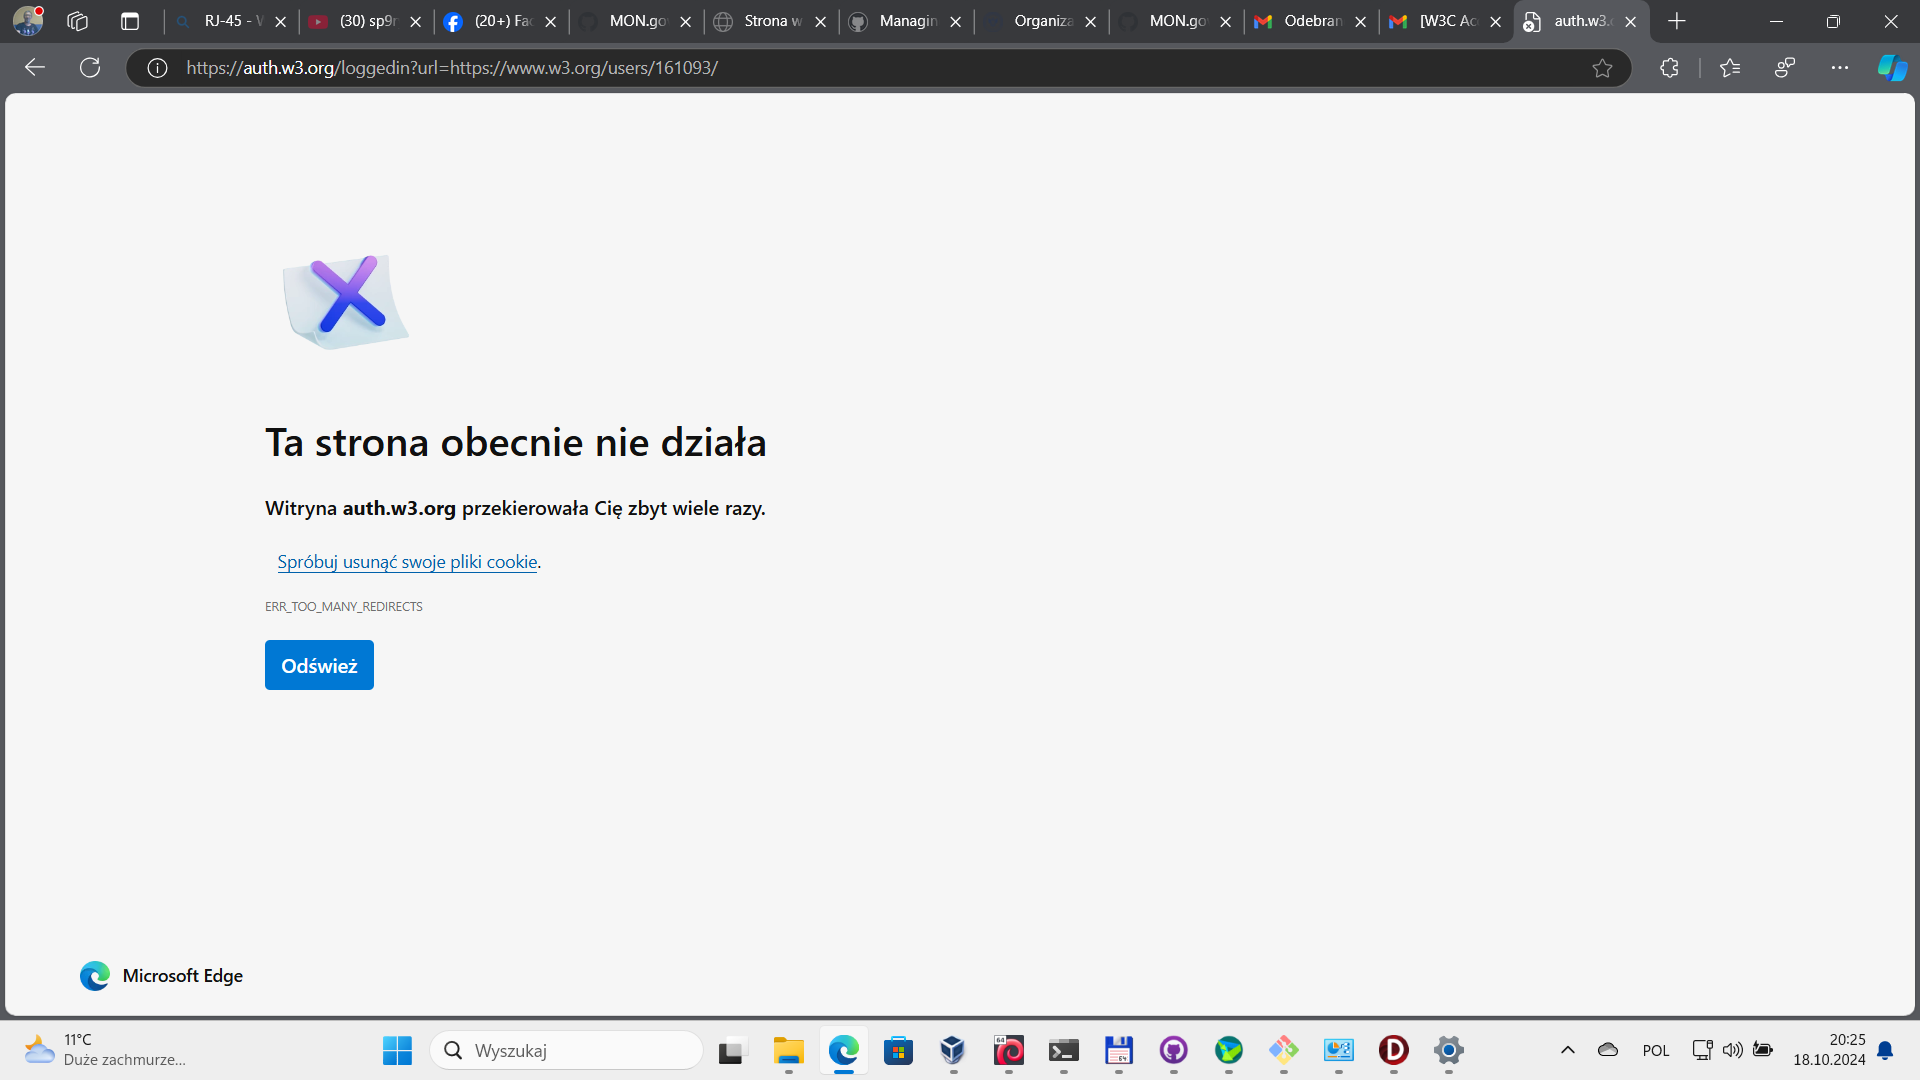 RJ-45 - W
(30) sp9r
(20+) Fac
MON.go
Strona w
Managin
Organiza
MON.go
Odebran
[W3C Ac
auth.w3.o
https://auth.w3.org/loggedin?url=https://www.w3.org/users/161093/
Ta strona obecnie nie działa
Witryna auth.w3.org przekierowała Cię zbyt wiele razy.
Spróbuj usunąć swoje pliki cookie.
ERR_TOO_MANY_REDIRECTS
Odśwież
Microsoft Edge
11°C
Duże zachmurze...
Wyszukaj
64
64
D
POL
20:25
18.10.2024